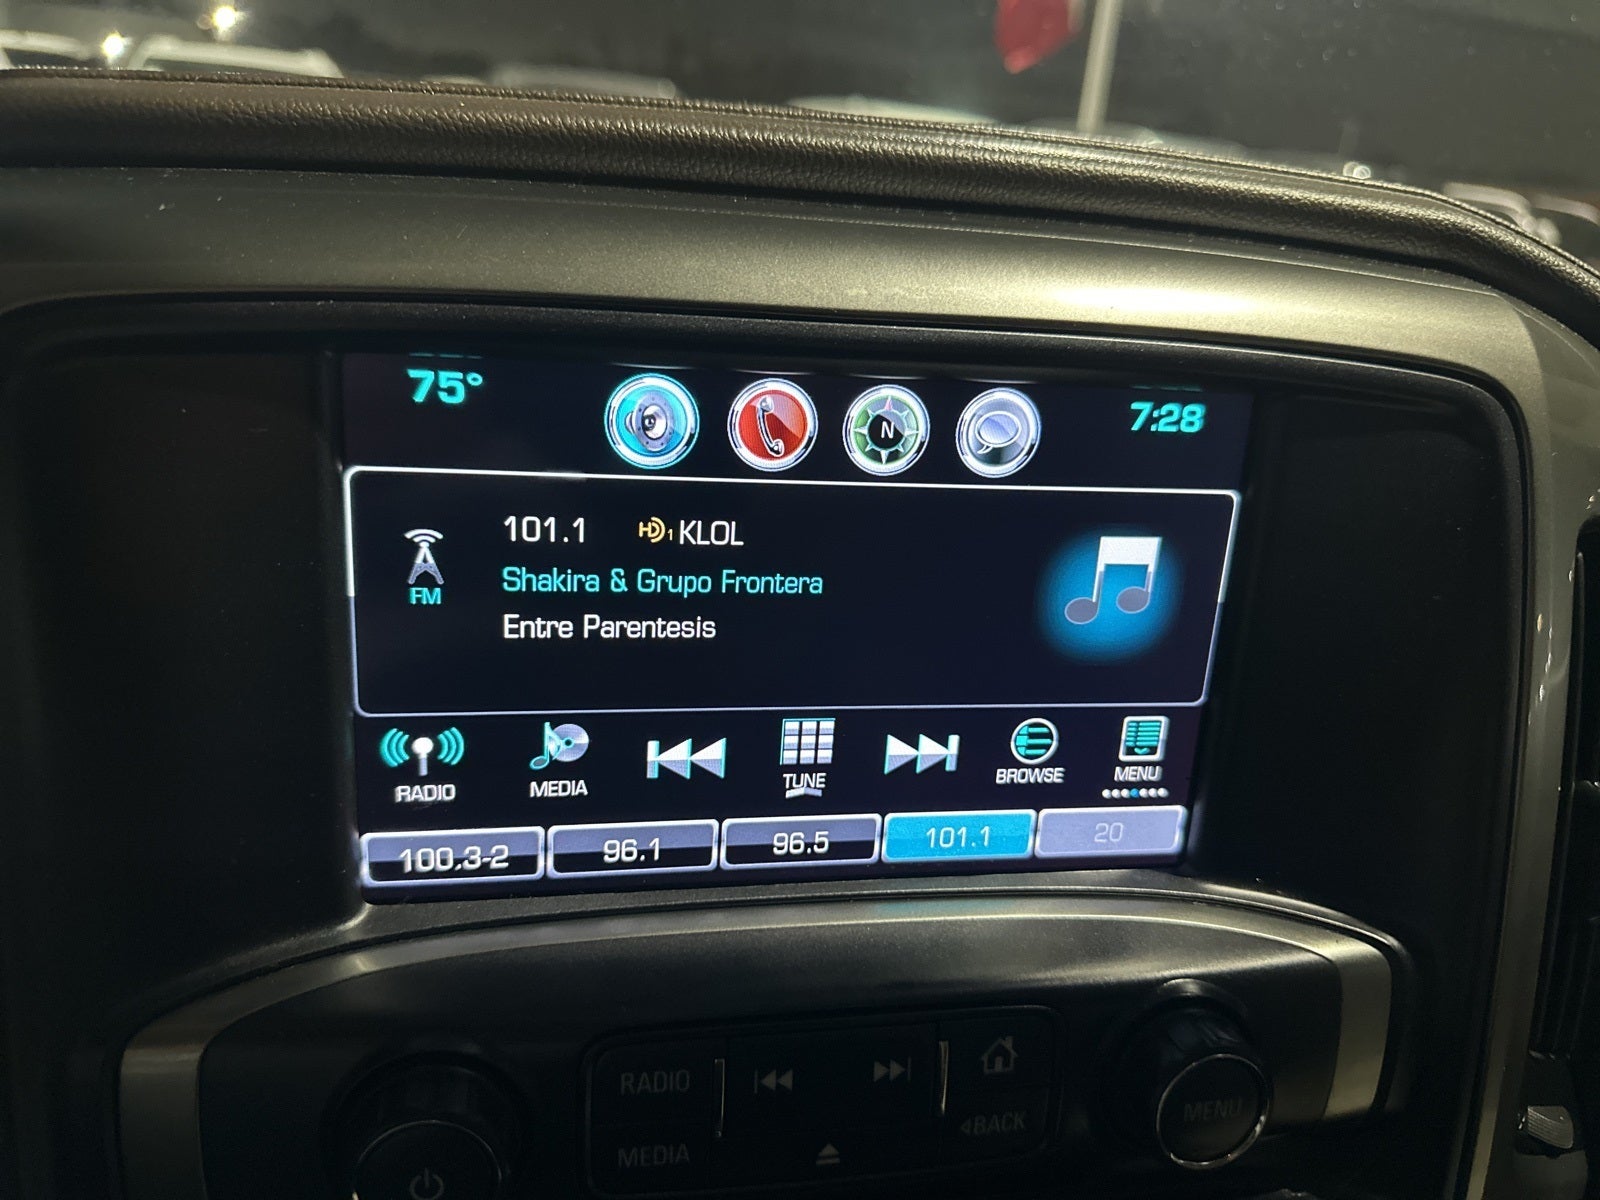 75°
N
7:28
101.1 HD1 KLOL
Shakira & Grupo Frontera
FM
Entre Parentesis
RADIO
MEDIA
TUNE
BROWSE
MENU
100.3-2
96.1
96.5
101.1
20
RADIO
MEDIA
◃BACK
MENU